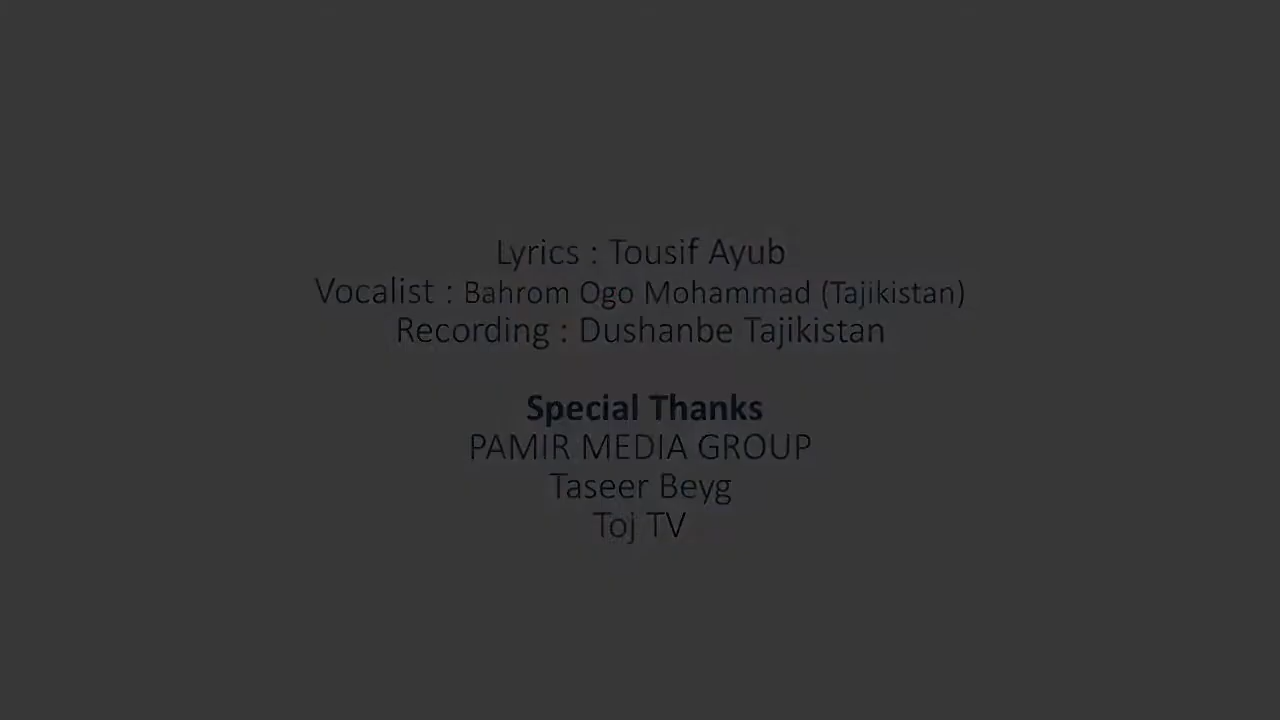 Lyrics : Tousif Ayub
Vocalist : Bahrom Ogo Mohammad (Tajikistan)
Recording : Dushanbe Tajikistan
Special Thanks
PAMIR MEDIA GROUP
Taseer Beyg
Toj TV